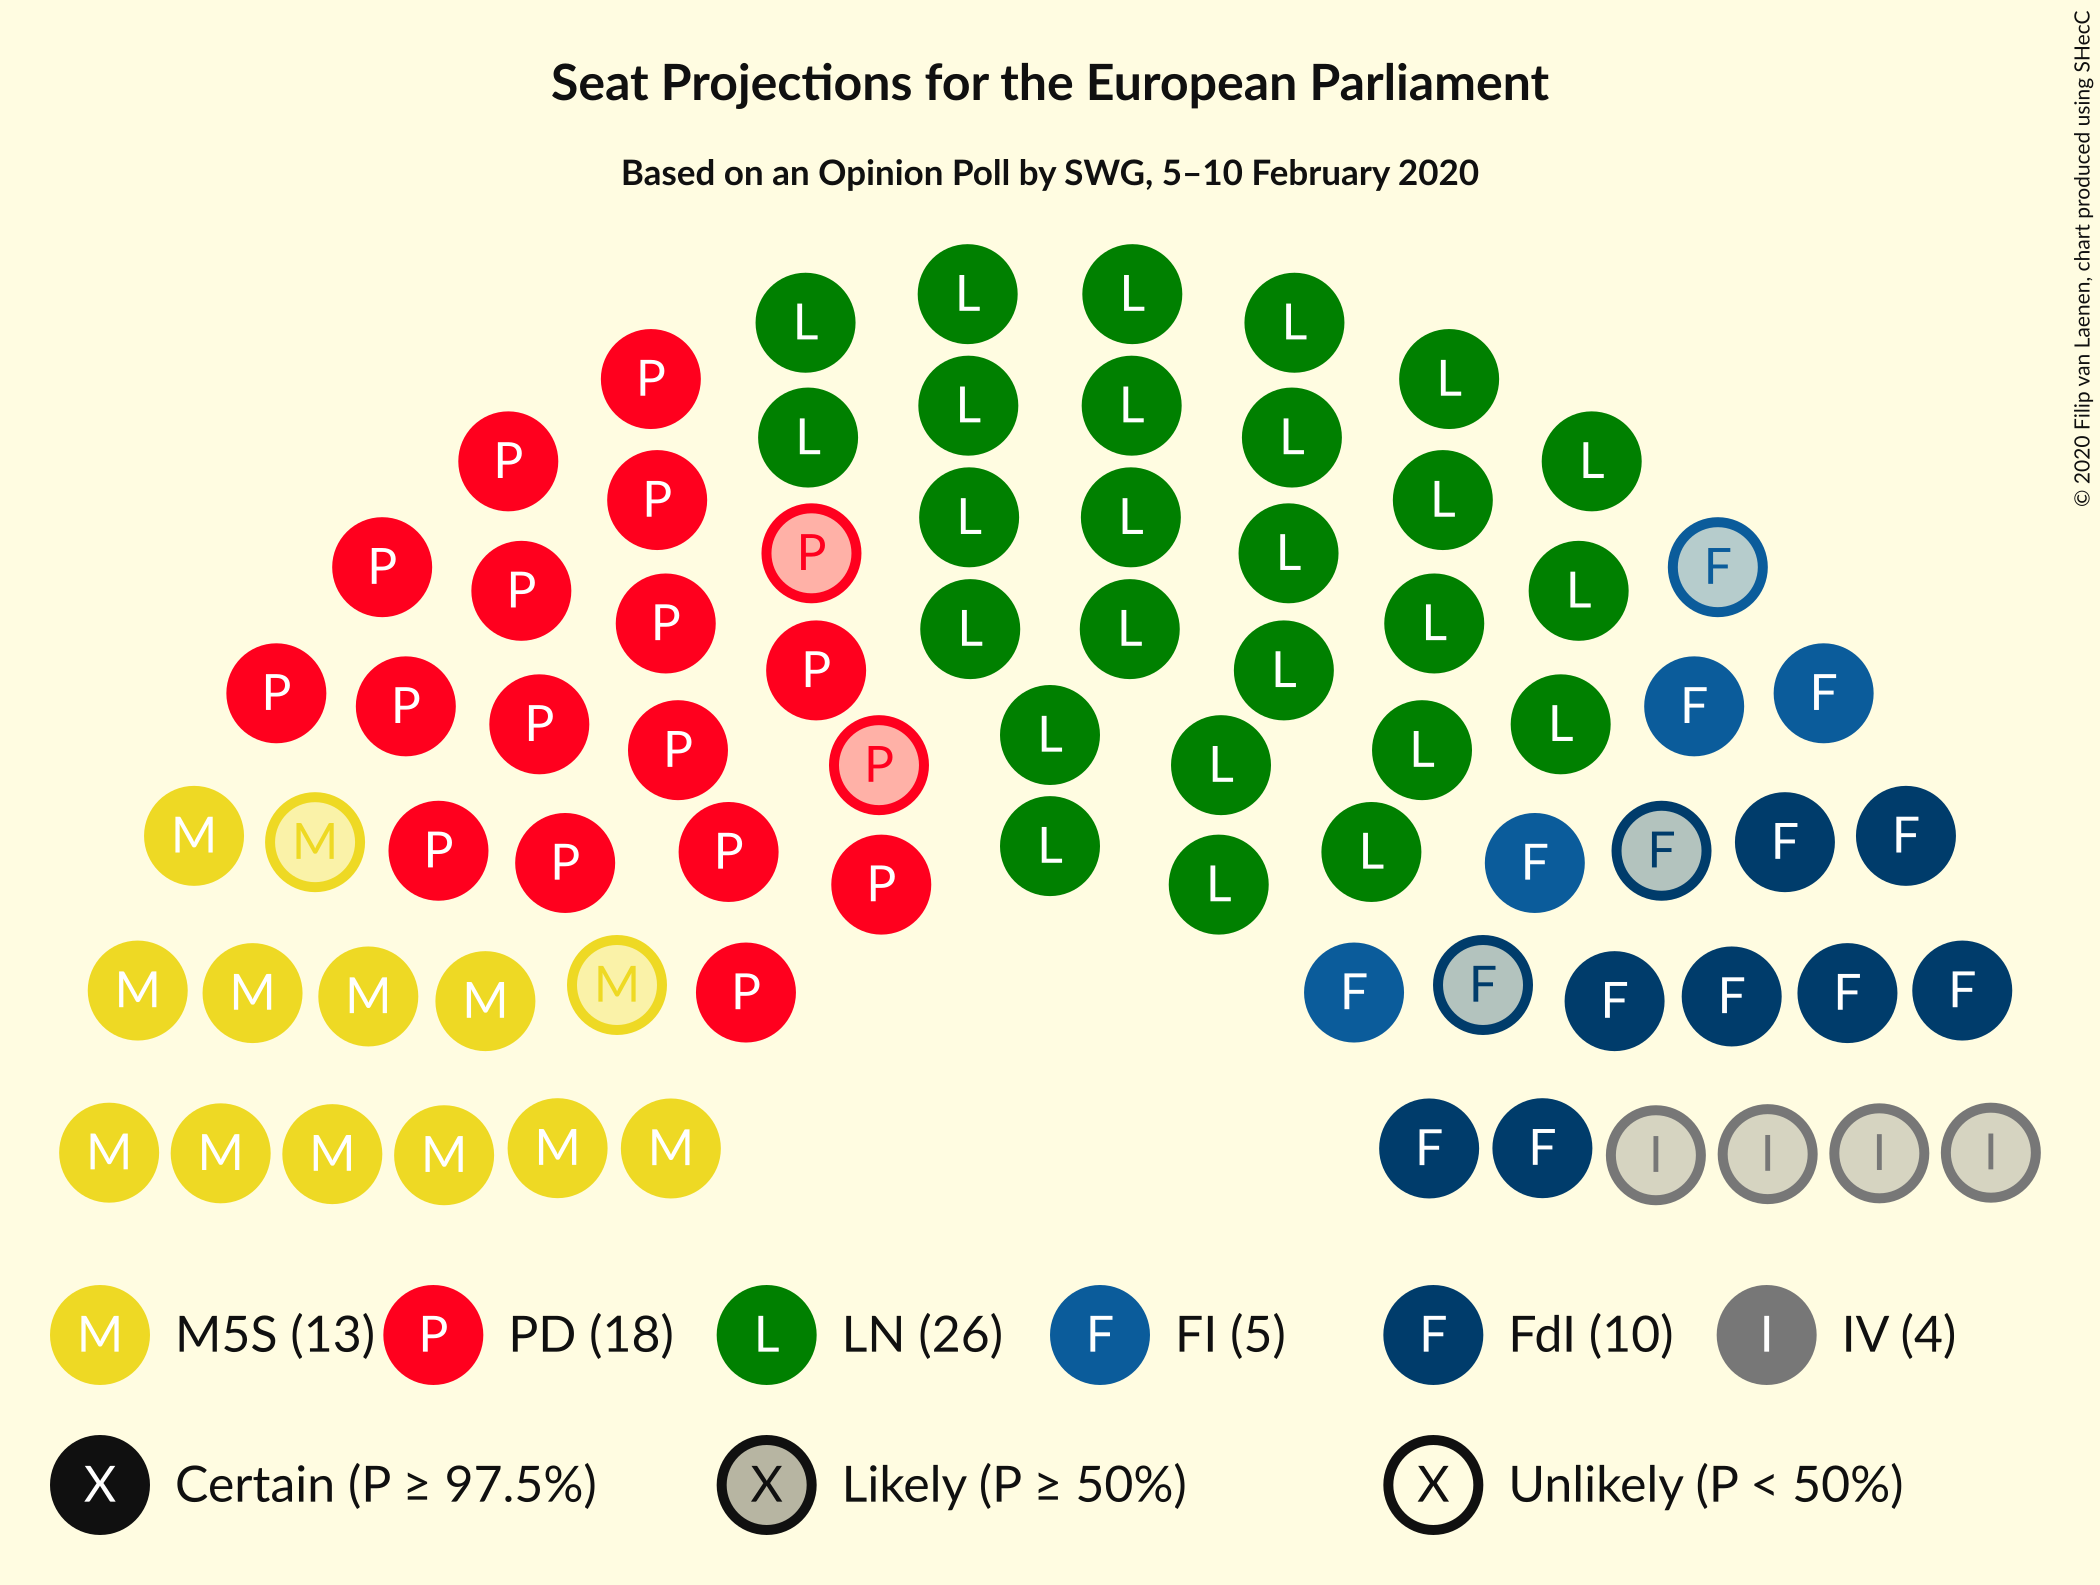 Seat Projections for the European Parliament
Based on an Opinion Poll by SWG, 5–10 February 2020
© 2020 Filip van Laenen, chart produced using SHecC
L L
L L
P L
L L
L L L
P L
P L
P L L
P F
P L
P L
P L
L L
P F
P F
P L
P L
M L L
M F
M F
P F
P L
P F
P L
P L
M F
M F
M F
M P F F
M F
M F
M F
M F
M F
M I
M I
M I
M I
M M5S (13) P PD (18) L LN (26) F FI (5) F FdI (10) I IV (4)
X Certain (P ≥ 97.5%) X Likely (P ≥ 50%) X Unlikely (P < 50%)